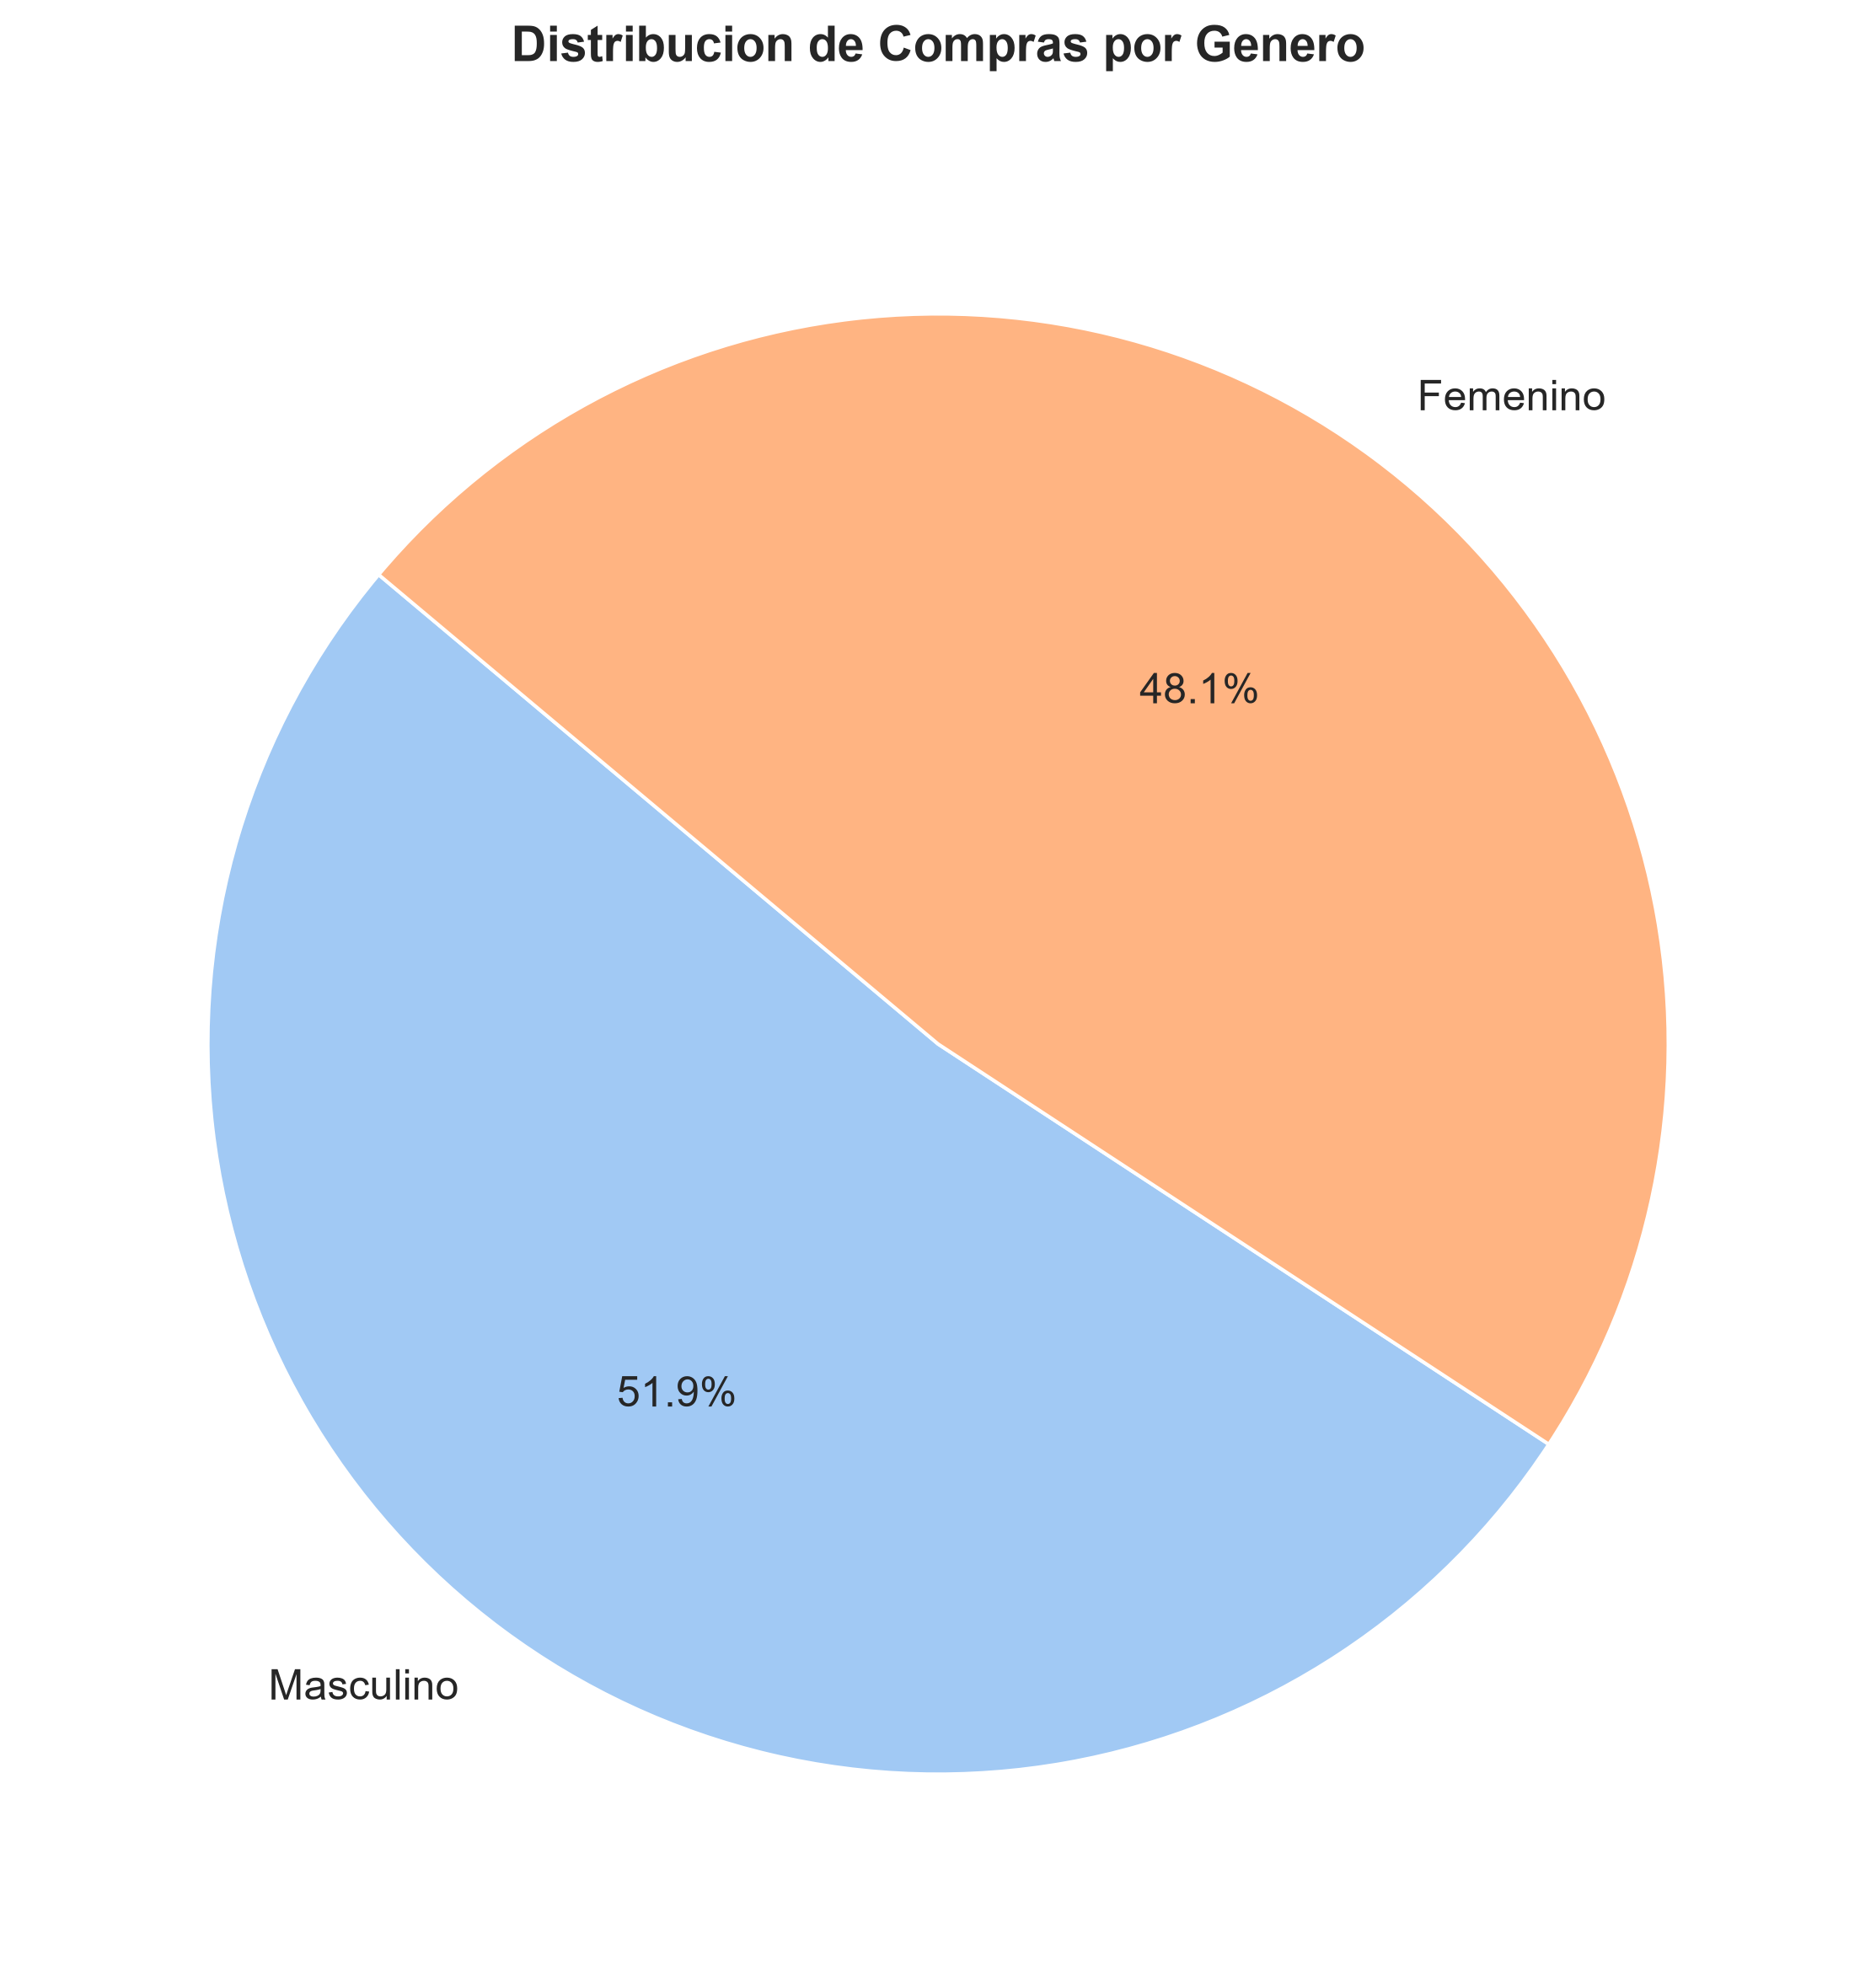 Distribucion de Compras por Genero
Femenino
48.1%
51.9%
Masculino